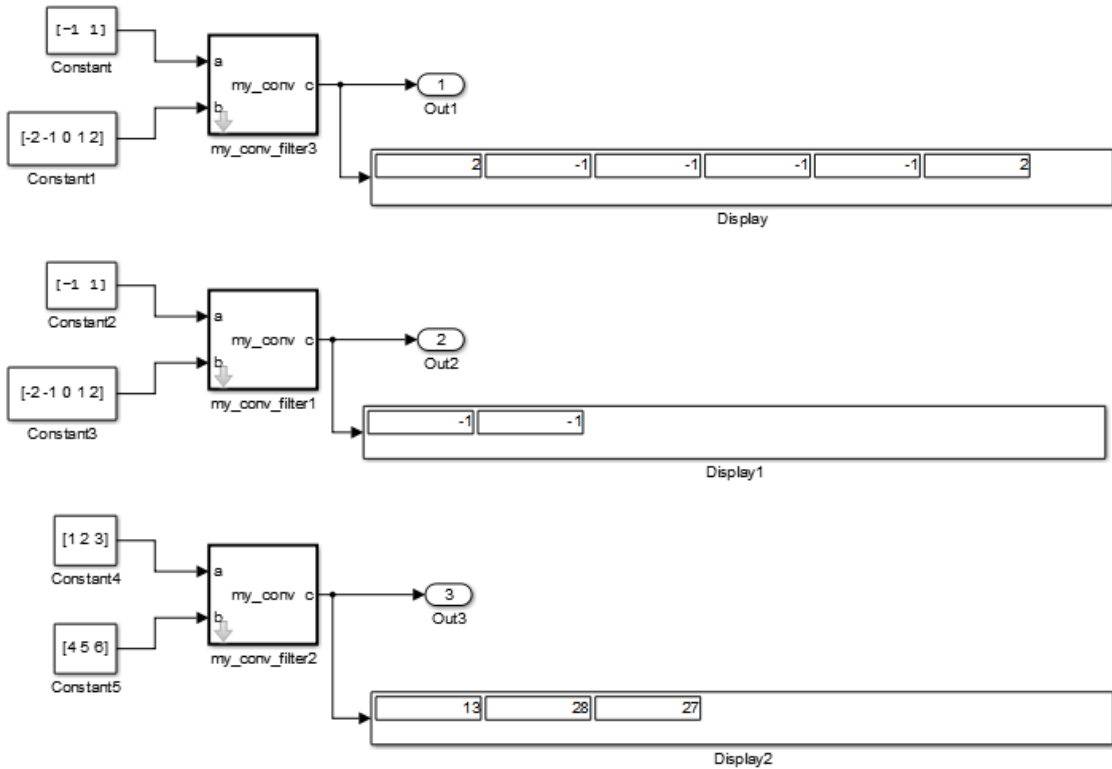 [-1 1]
Constant
a
my_conv c
b
my_conv_filter3
1
Out1
[-2 -1 0 1 2]
Constant1
2 -1 -1 -1 -1 2
Display
[-1 1]
Constant2
a
my_conv c
b
my_conv_filter1
2
Out2
[-2 -1 0 1 2]
Constant3
-1 -1
Display1
[1 2 3]
Constant4
a
my_conv c
b
my_conv_filter2
3
Out3
[4 5 6]
Constant5
13 28 27
Display2